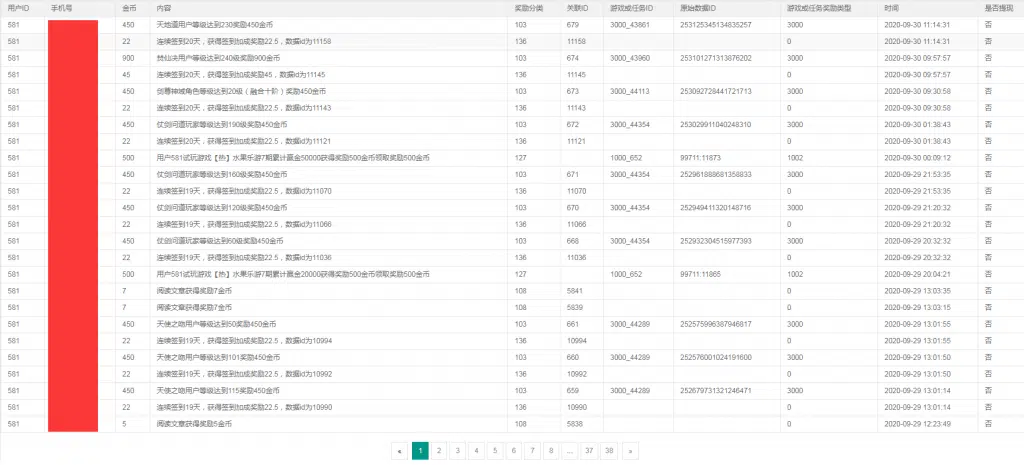 用户ID 手机号 金币 内容 奖励分类 关联ID 游戏或任务ID 原始数据ID 游戏或任务奖励类型 时间 是否提现
581 450 天地道用户等级达到230奖励450金币 103 679 3000_43861 253125345134835257 3000 2020-09-30 11:14:31 否
581 22 连续签到20天，获得签到加成奖励22.5，数据id为11158 136 11158 0 2020-09-30 11:14:31 否
581 900 焚仙决用户等级达到240级奖励900金币 103 674 3000_43960 253101271313876202 3000 2020-09-30 09:57:57 否
581 45 连续签到20天，获得签到加成奖励45，数据id为11145 136 11145 0 2020-09-30 09:57:57 否
581 450 剑尊神域角色等级达到20级（融合十阶）奖励450金币 103 673 3000_44113 253092728441721713 3000 2020-09-30 09:30:58 否
581 22 连续签到20天，获得签到加成奖励22.5，数据id为11143 136 11143 0 2020-09-30 09:30:58 否
581 450 仗剑问道玩家等级达到190级奖励450金币 103 672 3000_44354 253029911040248310 3000 2020-09-30 01:38:43 否
581 22 连续签到20天，获得签到加成奖励22.5，数据id为11121 136 11121 0 2020-09-30 01:38:43 否
581 500 用户581试玩游戏【热】水果乐游7期累计赢金50000获得奖励500金币领取奖励500金币 127 1000_652 99711:11873 1002 2020-09-30 00:09:12 否
581 450 仗剑问道玩家等级达到160级奖励450金币 103 671 3000_44354 252961888681358833 3000 2020-09-29 21:53:35 否
581 22 连续签到19天，获得签到加成奖励22.5，数据id为11070 136 11070 0 2020-09-29 21:53:35 否
581 450 仗剑问道玩家等级达到120级奖励450金币 103 670 3000_44354 252949411320148716 3000 2020-09-29 21:20:32 否
581 22 连续签到19天，获得签到加成奖励22.5，数据id为11066 136 11066 0 2020-09-29 21:20:32 否
581 450 仗剑问道玩家等级达到60级奖励450金币 103 668 3000_44354 252932304515977393 3000 2020-09-29 20:32:32 否
581 22 连续签到19天，获得签到加成奖励22.5，数据id为11036 136 11036 0 2020-09-29 20:32:32 否
581 500 用户581试玩游戏【热】水果乐游7期累计赢金20000获得奖励500金币领取奖励500金币 127 1000_652 99711:11865 1002 2020-09-29 20:04:21 否
581 7 阅读文章获得奖励7金币 108 5841 0 2020-09-29 13:03:35 否
581 7 阅读文章获得奖励7金币 108 5839 0 2020-09-29 13:03:15 否
581 450 天使之吻用户等级达到50奖励450金币 103 661 3000_44289 252575996387946817 3000 2020-09-29 13:01:55 否
581 22 连续签到19天，获得签到加成奖励22.5，数据id为10994 136 10994 0 2020-09-29 13:01:55 否
581 450 天使之吻用户等级达到101奖励450金币 103 660 3000_44289 252576001024191600 3000 2020-09-29 13:01:50 否
581 22 连续签到19天，获得签到加成奖励22.5，数据id为10992 136 10992 0 2020-09-29 13:01:50 否
581 450 天使之吻用户等级达到115奖励450金币 103 659 3000_44289 252679731321246471 3000 2020-09-29 13:01:14 否
581 22 连续签到19天，获得签到加成奖励22.5，数据id为10990 136 10990 0 2020-09-29 13:01:14 否
581 5 阅读文章获得奖励5金币 108 5838 0 2020-09-29 12:23:49 否
◂ 1 2 3 4 5 6 7 8 ... 37 38 »